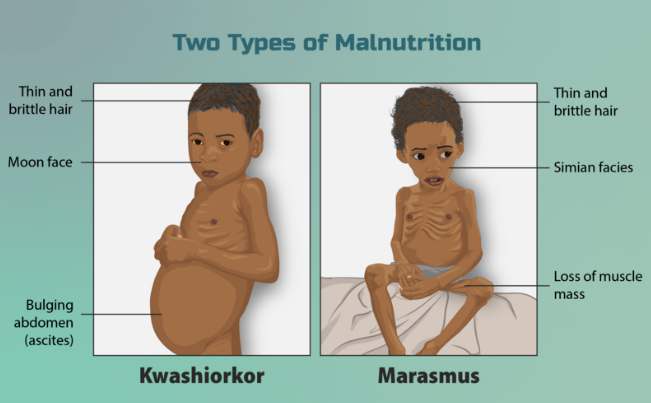 Two Types of Malnutrition
Thin and
brittle hair
Moon face
Bulging
abdomen
(ascites)
Kwashiorkor
Thin and
brittle hair
Simian facies
Loss of muscle
mass
Marasmus